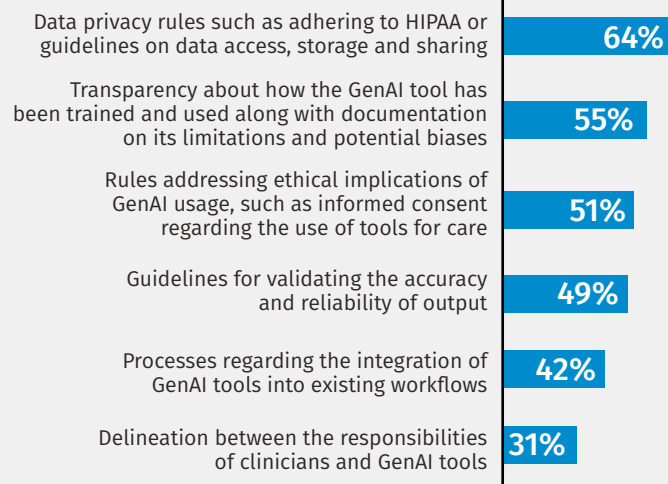 Data privacy rules such as adhering to HIPAA or
guidelines on data access, storage and sharing
64%
Transparency about how the GenAI tool has
been trained and used along with documentation
on its limitations and potential biases
55%
Rules addressing ethical implications of
GenAI usage, such as informed consent
regarding the use of tools for care
51%
Guidelines for validating the accuracy
and reliability of output
49%
Processes regarding the integration of
GenAI tools into existing workflows
42%
Delineation between the responsibilities
of clinicians and GenAI tools
31%